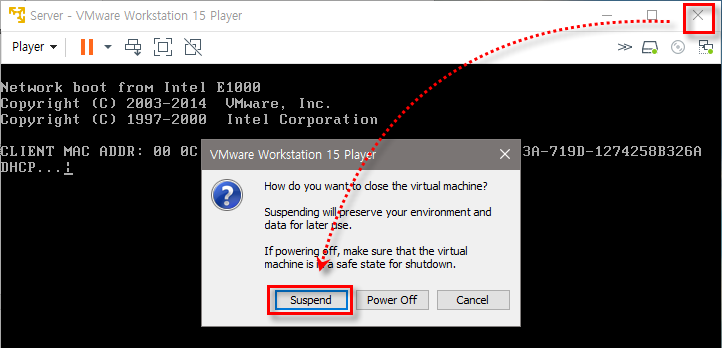 Server - VMware Workstation 15 Player
Player
Network boot from Intel E1000
Copyright (C) 2003-2014 VMware, Inc.
Copyright (C) 1997-2000 Intel Corporation
CLIENT MAC ADDR: 00 0C 3A-719D-1274258B326A
DHCP...
VMware Workstation 15 Player
How do you want to close the virtual machine?
Suspending will preserve your environment and
data for later use.
If powering off, make sure that the virtual
machine is in a safe state for shutdown.
Suspend
Power Off
Cancel